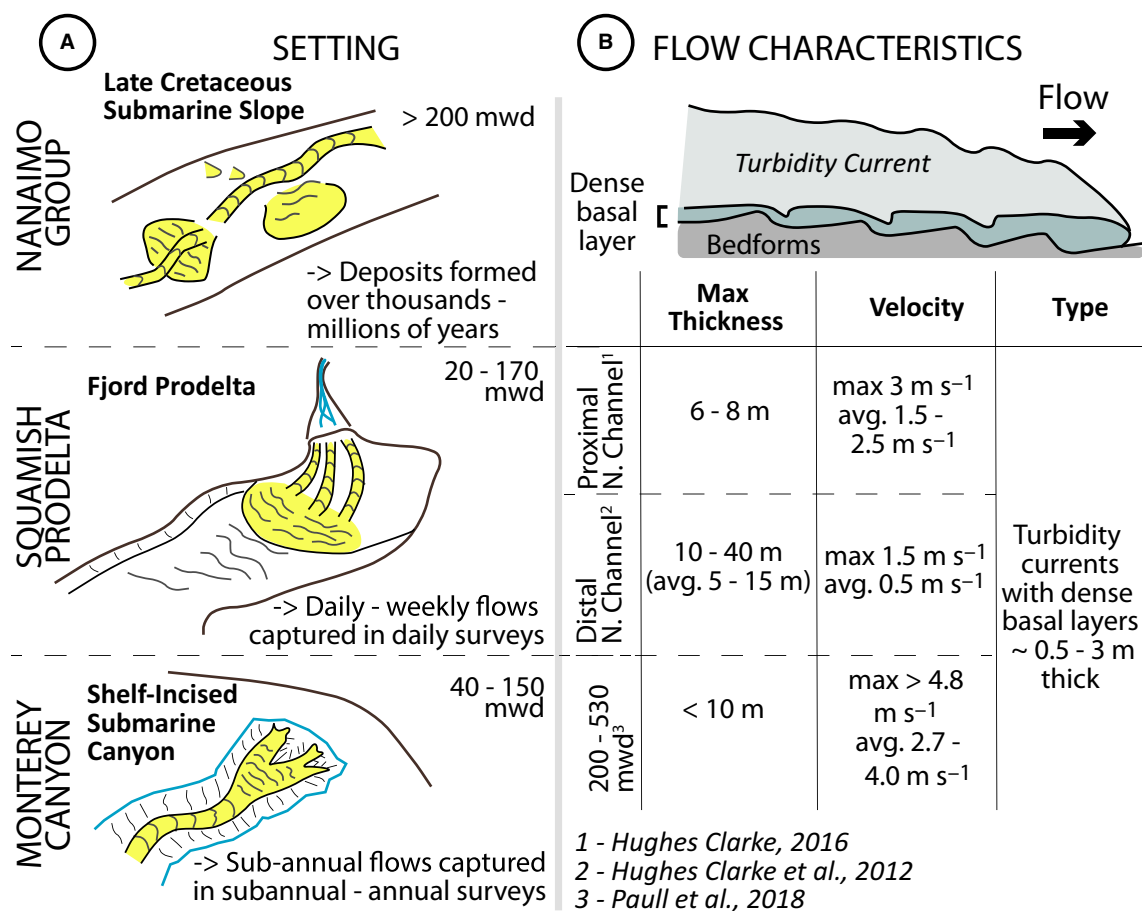 A
SETTING
NANAIMO
GROUP
Late Cretaceous
Submarine Slope
> 200 mwd
-> Deposits formed
over thousands -
millions of years
SQUAMISH
PRODELTA
Fjord Prodelta
20 - 170
mwd
-> Daily - weekly flows
captured in daily surveys
MONTEREY
CANYON
Shelf-Incised
Submarine
Canyon
40 - 150
mwd
-> Sub-annual flows captured
in subannual - annual surveys
B
FLOW CHARACTERISTICS
Flow
Turbidity Current
Dense
basal
layer
Bedforms
Max
Thickness
Velocity
Type
Proximal
N. Channel¹
6 - 8 m
max 3 m s⁻¹
avg. 1.5 -
2.5 m s⁻¹
Distal
N. Channel²
10 - 40 m
(avg. 5 - 15 m)
max 1.5 m s⁻¹
avg. 0.5 m s⁻¹
200 - 530
mwd³
< 10 m
max > 4.8
m s⁻¹
avg. 2.7 -
4.0 m s⁻¹
Turbidity
currents
with dense
basal layers
~ 0.5 - 3 m
thick
1 - Hughes Clarke, 2016
2 - Hughes Clarke et al., 2012
3 - Paull et al., 2018